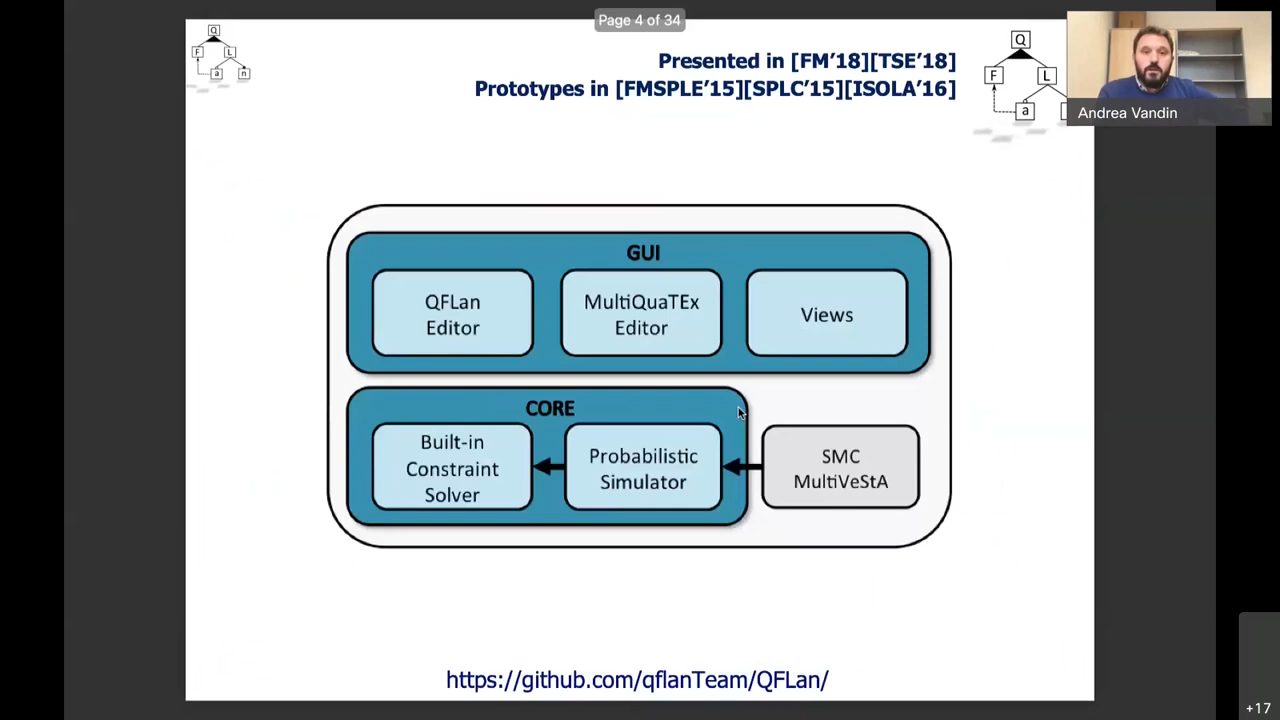 Page 4 of 34
Q
F
L
a
n
Presented in [FM'18][TSE'18]
Prototypes in [FMSPLE'15][SPLC'15][ISOLA'16]
Q
F
L
a
Andrea Vandin
GUI
QFLan
Editor
MultiQuaTEx
Editor
Views
CORE
Built-in
Constraint
Solver
Probabilistic
Simulator
SMC
MultiVeStA
https://github.com/qflanTeam/QFLan/
+17